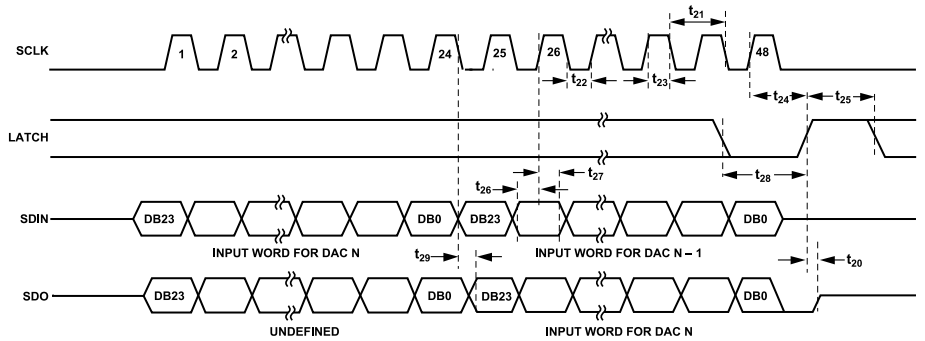 t21
SCLK 1 2 24 25 26 48
t22 t23 t24 t25
LATCH
t28
t26 t27
SDIN DB23 DB0 DB23 DB0
INPUT WORD FOR DAC N INPUT WORD FOR DAC N – 1
t29 t20
SDO DB23 DB0 DB23 DB0
UNDEFINED INPUT WORD FOR DAC N